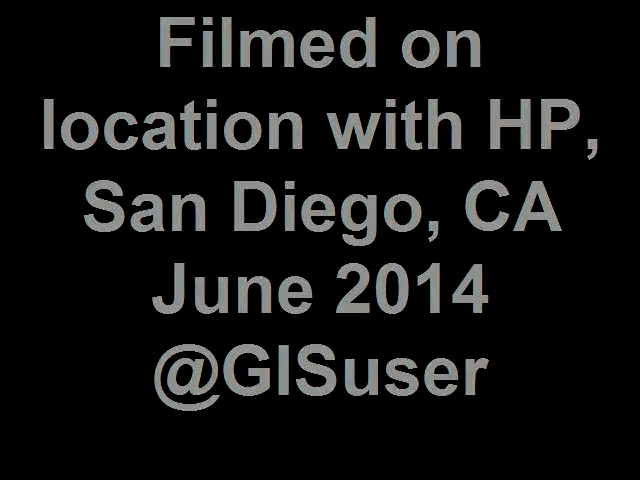 Filmed on
location with HP,
San Diego, CA
June 2014
@GISuser